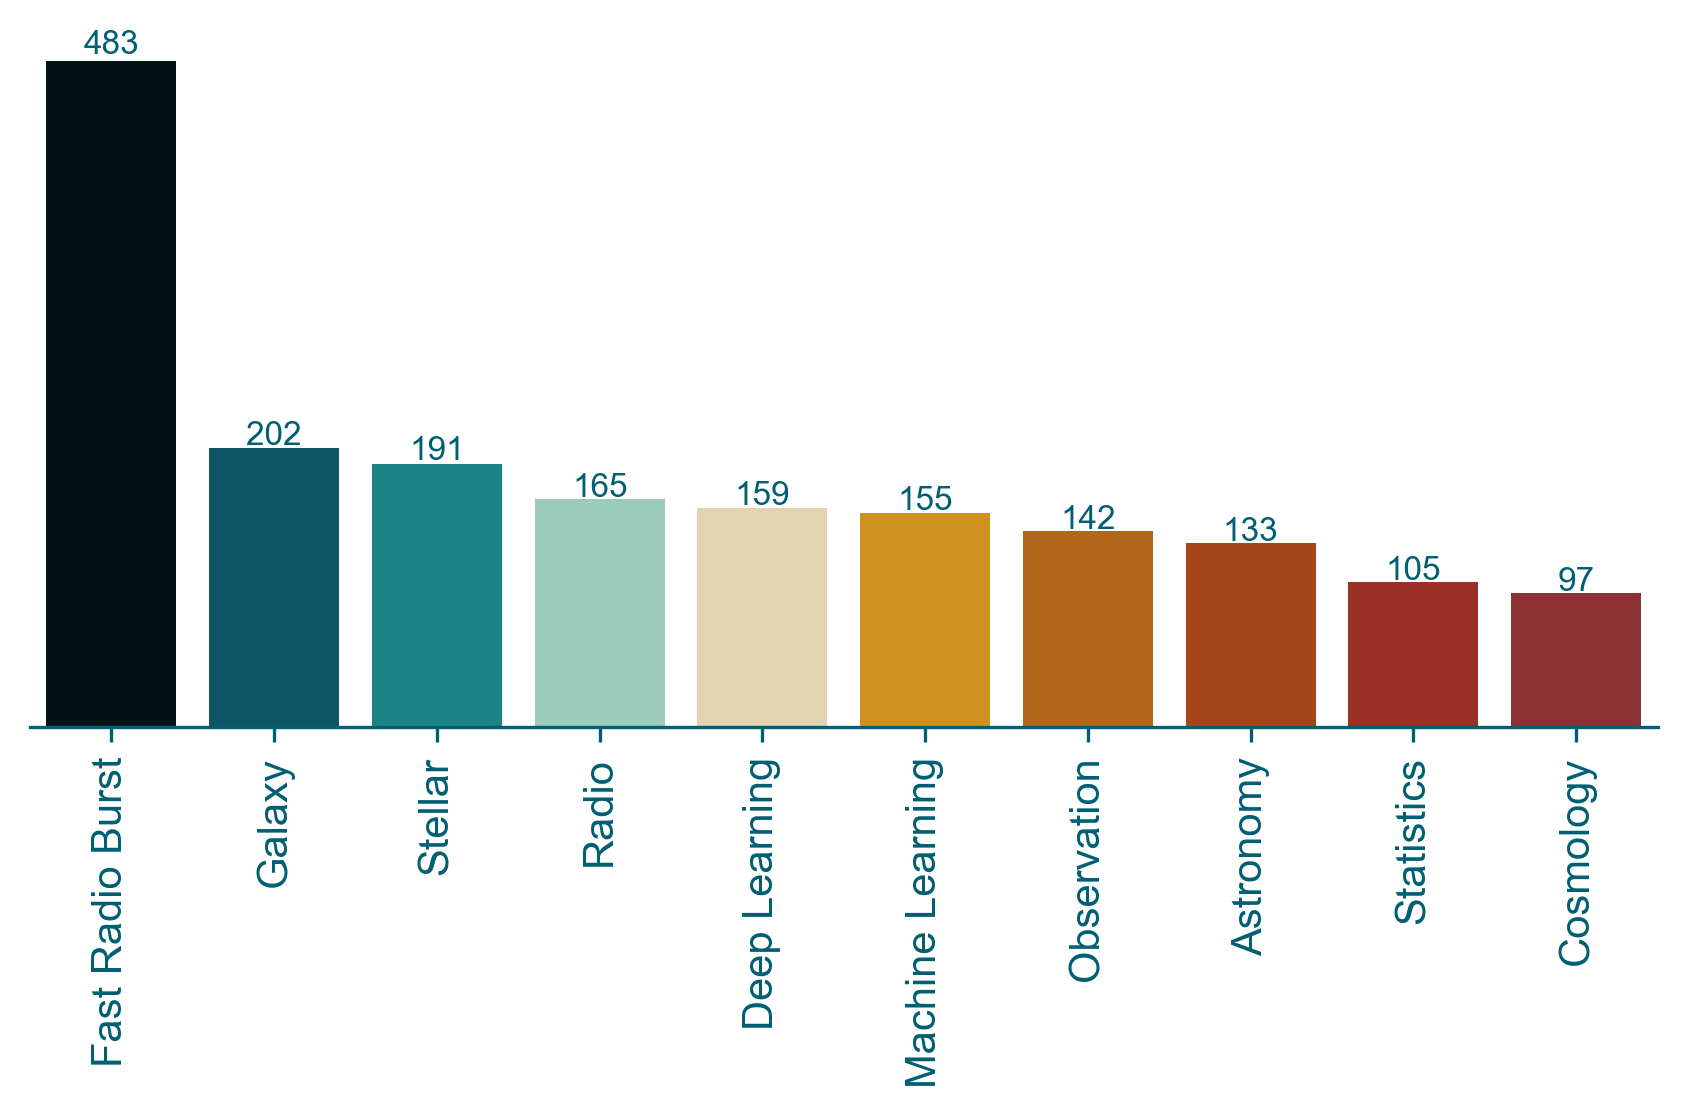 483
202
191
165
159
155
142
133
105
97
Fast Radio Burst
Galaxy
Stellar
Radio
Deep Learning
Machine Learning
Observation
Astronomy
Statistics
Cosmology